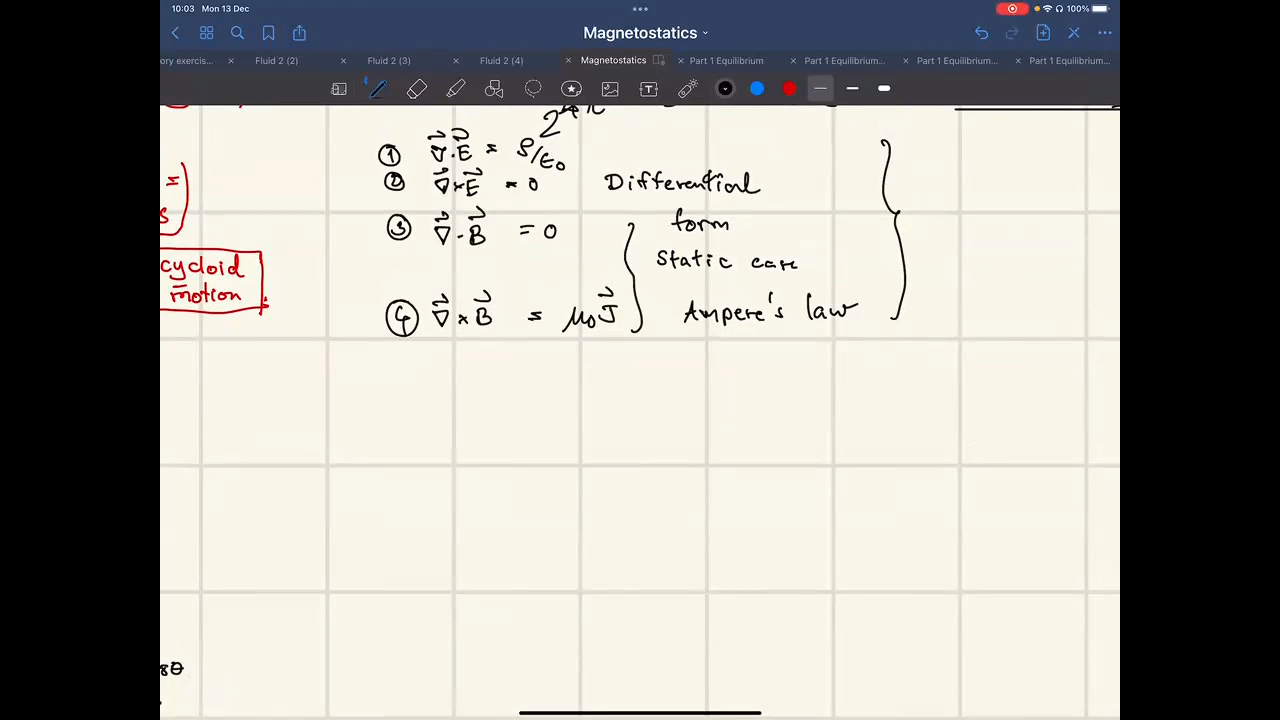 10:03 Mon 13 Dec
100%
Magnetostatics
ory exercis...
Fluid 2 (2)
Fluid 2 (3)
Fluid 2 (4)
Magnetostatics
Part 1 Equilibrium
Part 1 Equilibrium...
Part 1 Equilibrium...
Part 1 Equilibrium...
① ∇⃗·E⃗ = ρ/ε₀
② ∇⃗×E⃗ = 0 Differential
③ ∇⃗·B⃗ = 0 form
static case
④ ∇⃗×B⃗ = μ₀J⃗ Ampere's law
=
s
cycloid
motion
θ